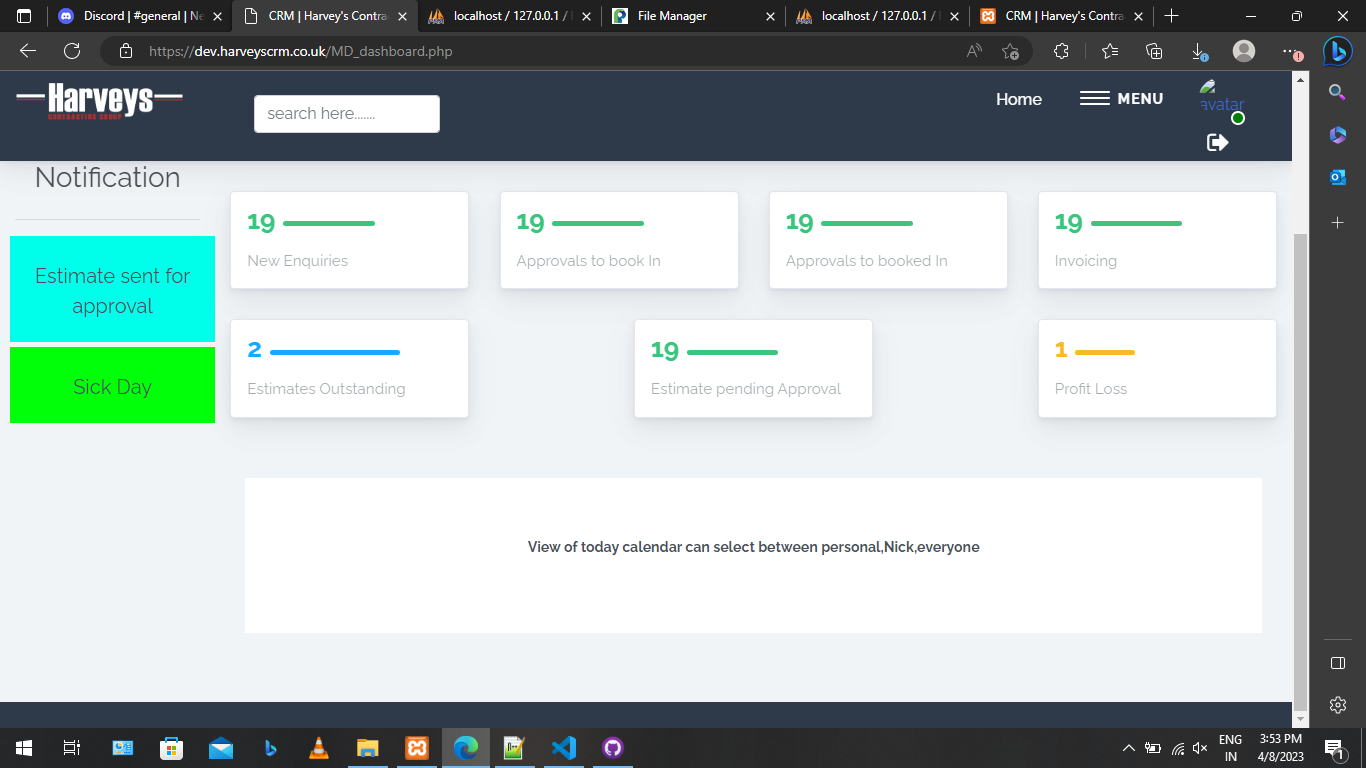 Discord | #general | Ne
CRM | Harvey's Contra
localhost / 127.0.0.1 /
File Manager
localhost / 127.0.0.1 /
CRM | Harvey's Contra
https://dev.harveyscrm.co.uk/MD_dashboard.php
Harveys
CONTRACTING GROUP
search here.......
Home
MENU
avatar
Notification
Estimate sent for
approval
Sick Day
19
New Enquiries
19
Approvals to book In
19
Approvals to booked In
19
Invoicing
2
Estimates Outstanding
19
Estimate pending Approval
1
Profit Loss
View of today calendar can select between personal,Nick,everyone
ENG
IN
3:53 PM
4/8/2023
1